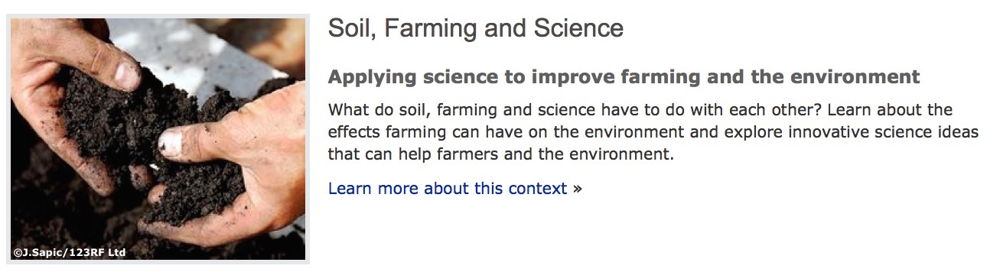 Soil, Farming and Science
Applying science to improve farming and the environment
What do soil, farming and science have to do with each other? Learn about the
effects farming can have on the environment and explore innovative science ideas
that can help farmers and the environment.
Learn more about this context »
©J.Sapic/123RF Ltd